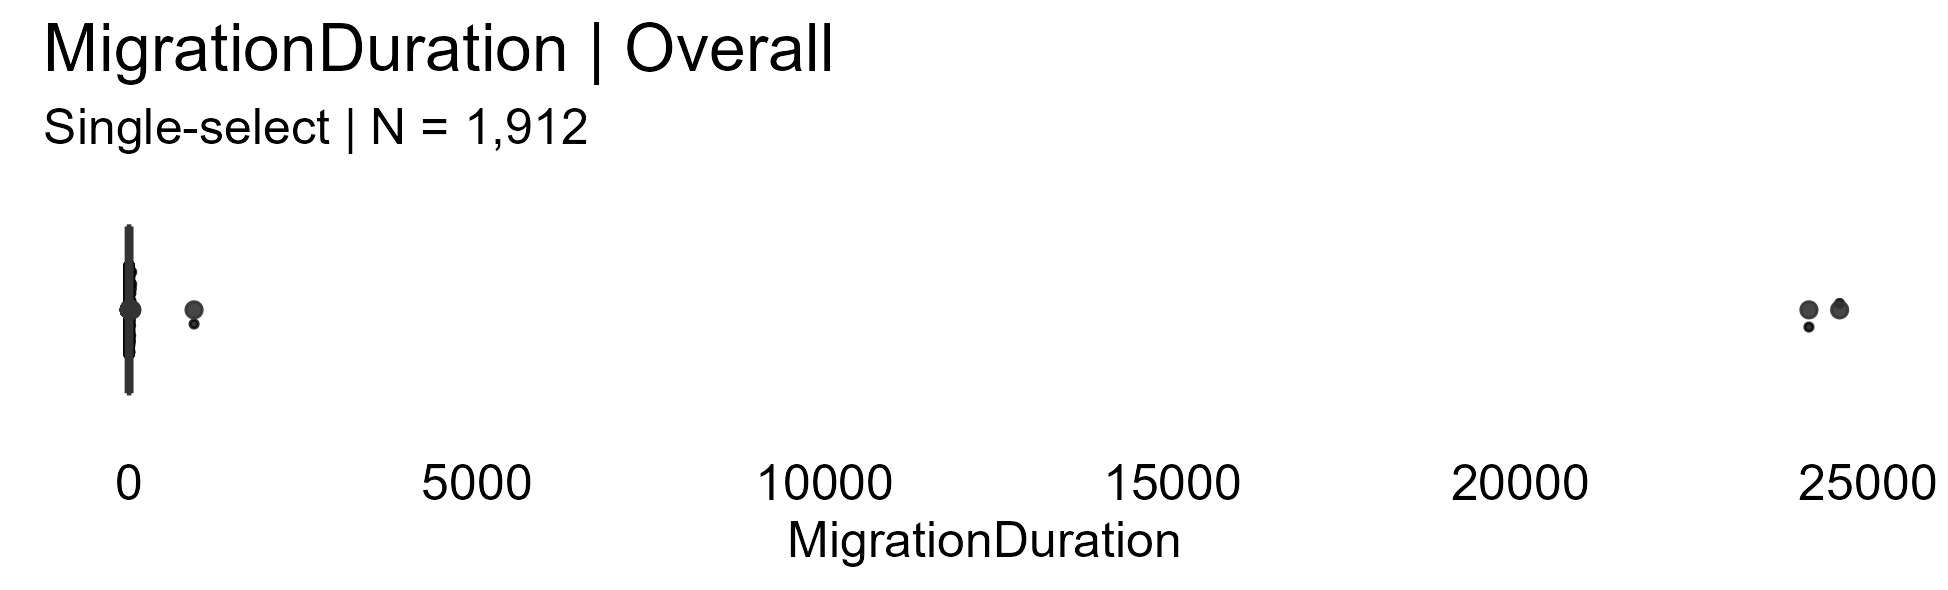 MigrationDuration | Overall
Single-select | N = 1,912
0 5000 10000 15000 20000 25000
MigrationDuration